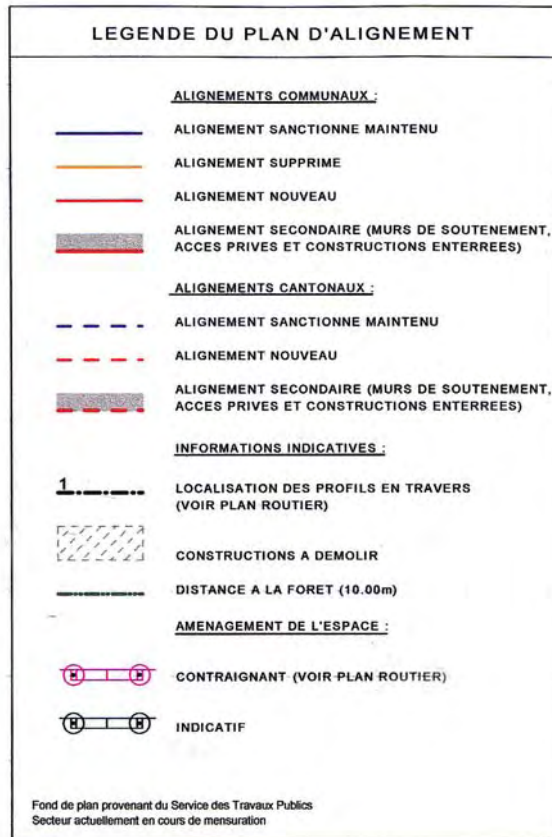 LEGENDE DU PLAN D'ALIGNEMENT
ALIGNEMENTS COMMUNAUX :
ALIGNEMENT SANCTIONNE MAINTENU
ALIGNEMENT SUPPRIME
ALIGNEMENT NOUVEAU
ALIGNEMENT SECONDAIRE (MURS DE SOUTENEMENT,
ACCES PRIVES ET CONSTRUCTIONS ENTERREES)
ALIGNEMENTS CANTONAUX :
ALIGNEMENT SANCTIONNE MAINTENU
ALIGNEMENT NOUVEAU
ALIGNEMENT SECONDAIRE (MURS DE SOUTENEMENT,
ACCES PRIVES ET CONSTRUCTIONS ENTERREES)
INFORMATIONS INDICATIVES :
1
LOCALISATION DES PROFILS EN TRAVERS
(VOIR PLAN ROUTIER)
CONSTRUCTIONS A DEMOLIR
DISTANCE A LA FORET (10.00m)
AMENAGEMENT DE L'ESPACE :
CONTRAIGNANT (VOIR PLAN ROUTIER)
INDICATIF
Fond de plan provenant du Service des Travaux Publics
Secteur actuellement en cours de mensuration